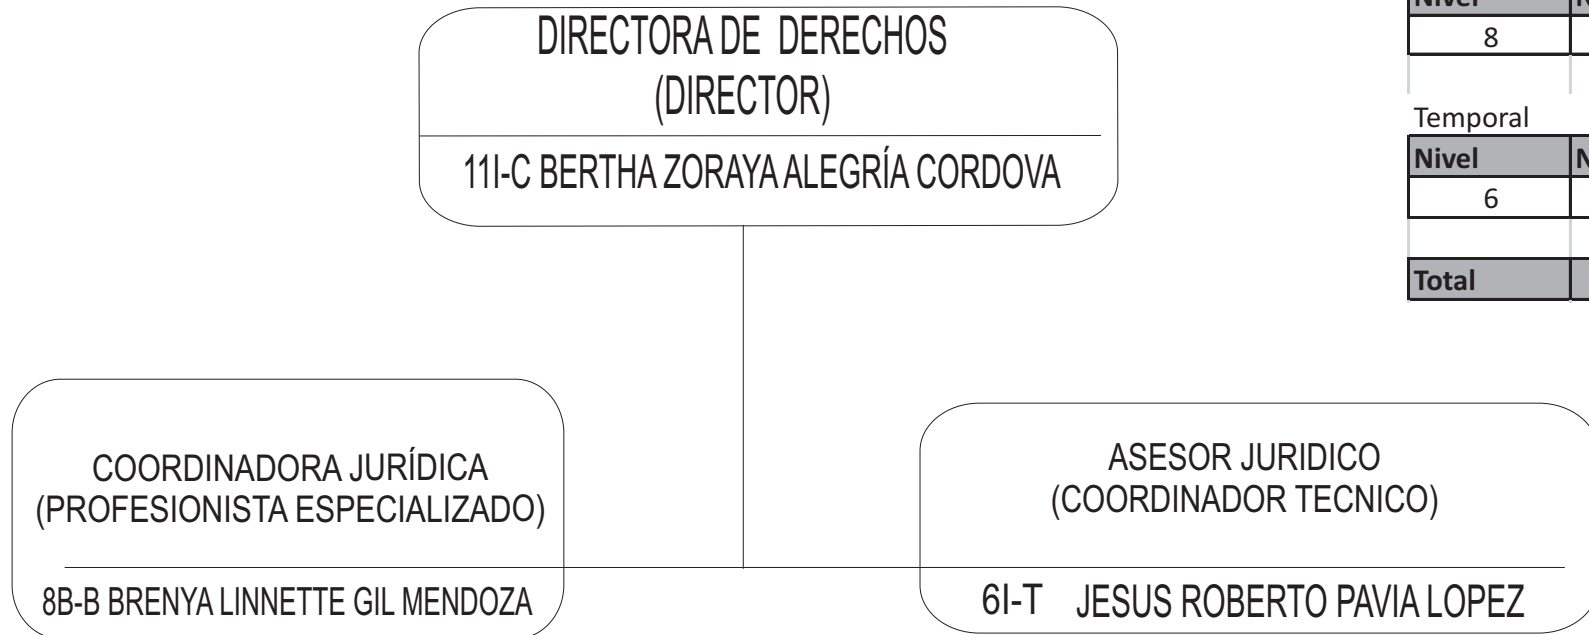 DIRECTORA DE DERECHOS
(DIRECTOR)
11I-C BERTHA ZORAYA ALEGRÍA CORDOVA
Nivel
8
Temporal
Nivel
6
Total
COORDINADORA JURÍDICA
(PROFESIONISTA ESPECIALIZADO)
8B-B BRENYA LINNETTE GIL MENDOZA
ASESOR JURIDICO
(COORDINADOR TECNICO)
6I-T JESUS ROBERTO PAVIA LOPEZ